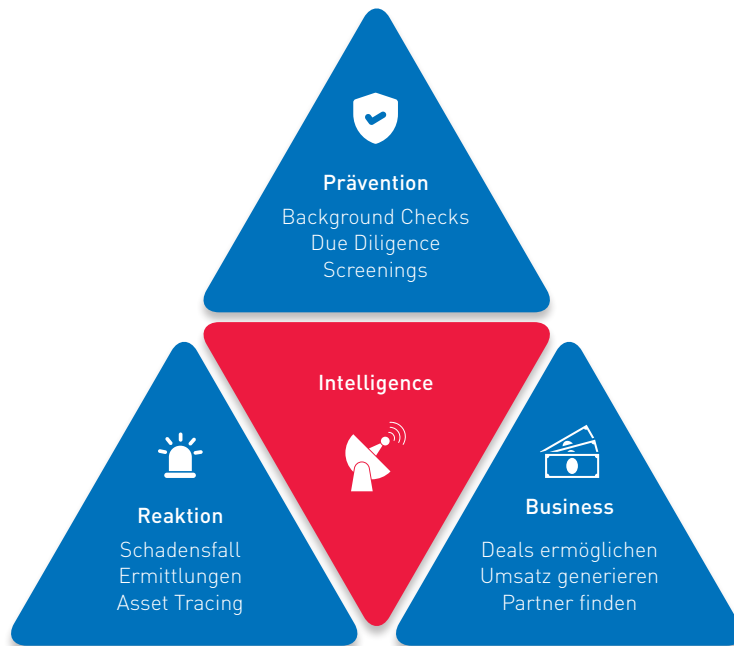 Prävention
Background Checks
Due Diligence
Screenings
Intelligence
Reaktion
Schadensfall
Ermittlungen
Asset Tracing
Business
Deals ermöglichen
Umsatz generieren
Partner finden